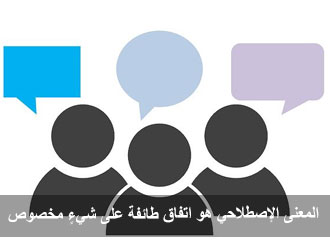 المعنى الإصطلاحي هو اتفاق طائفة على شيءٍ مخصوص